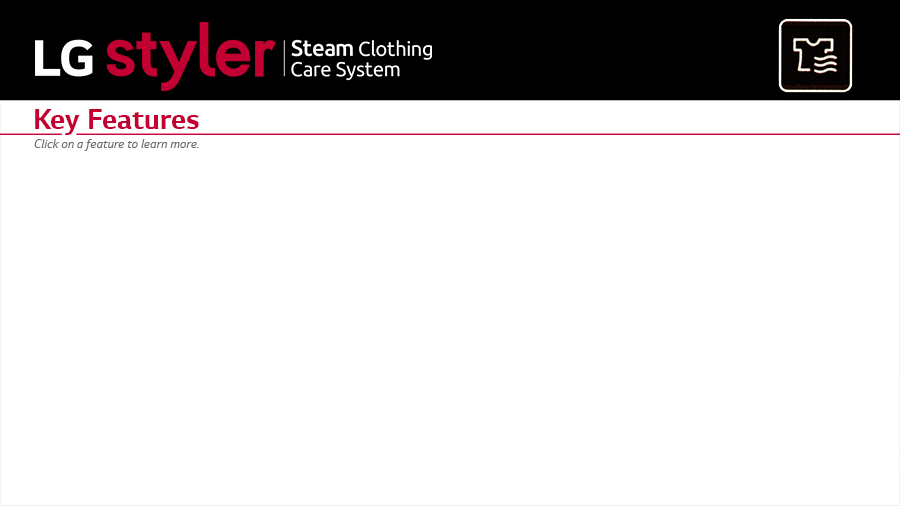 LG styler
Steam Clothing
Care System
Key Features
Click on a feature to learn more.